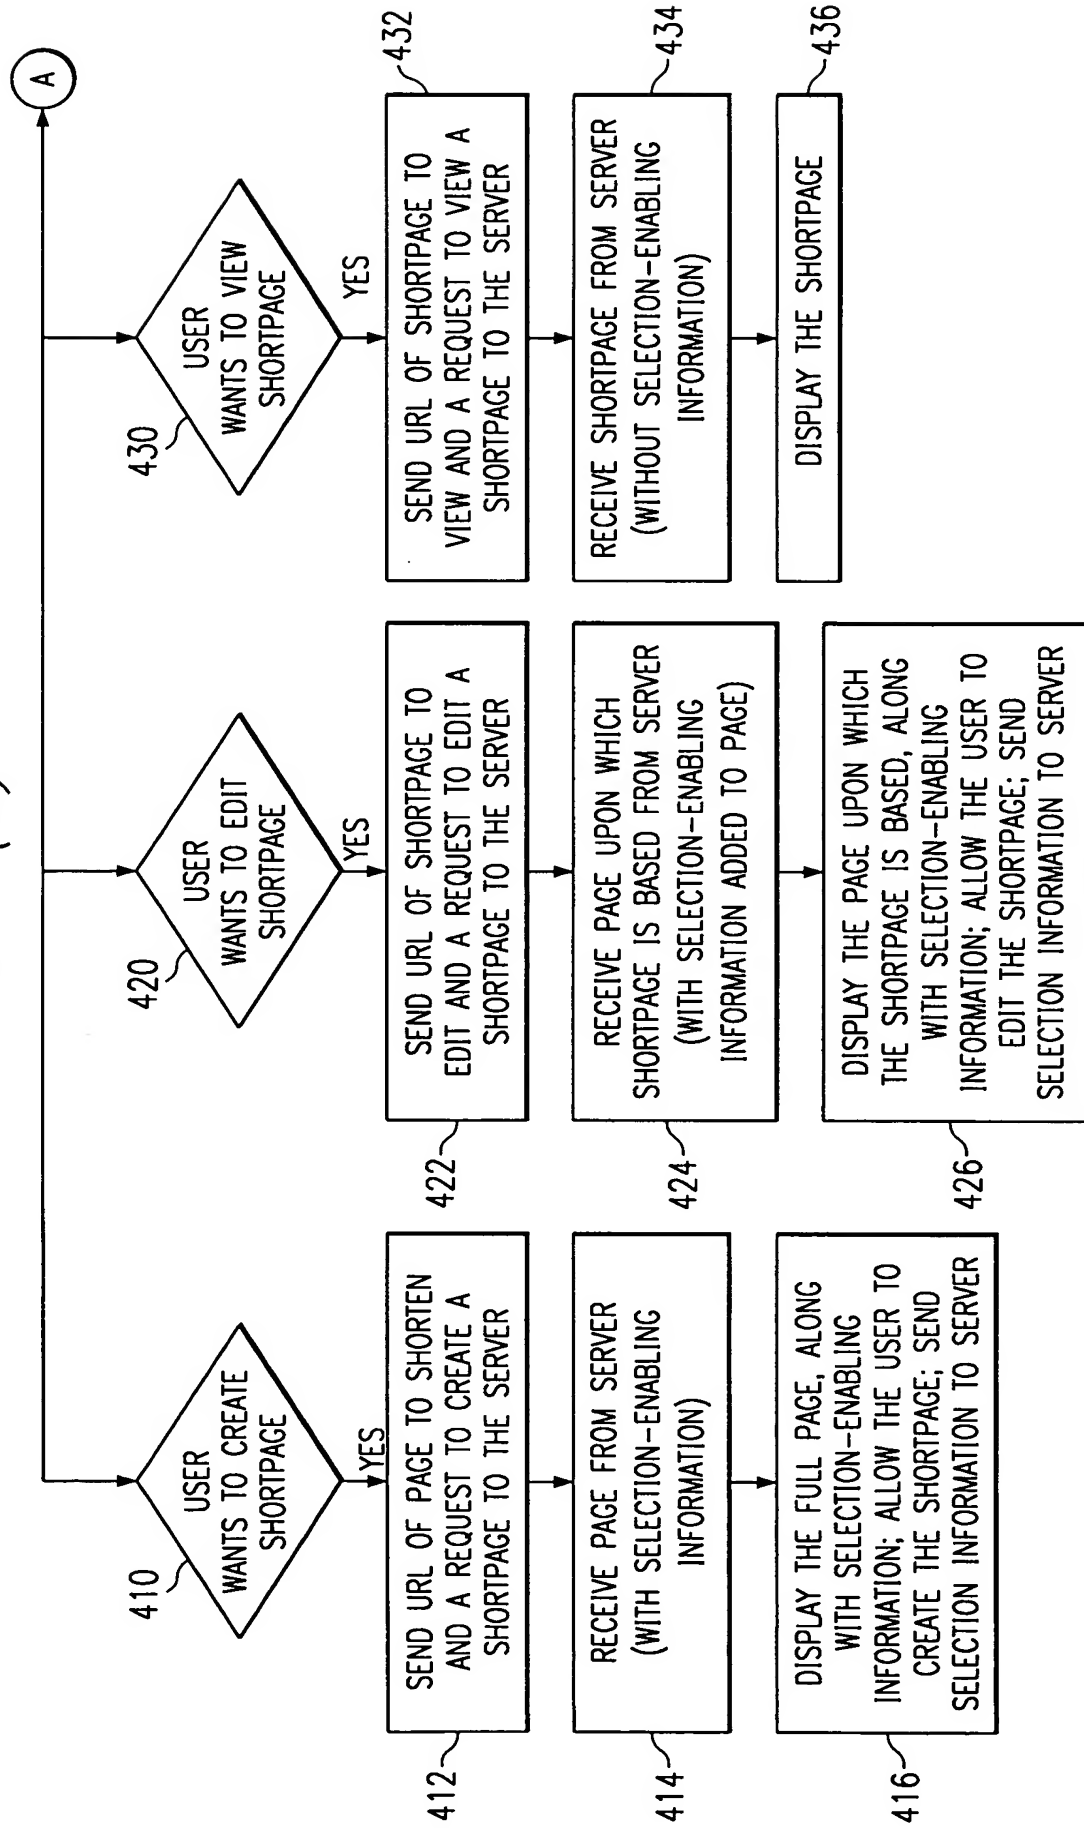 A
410
USER
WANTS TO CREATE
SHORTPAGE
YES
412
SEND URL OF PAGE TO SHORTEN
AND A REQUEST TO CREATE A
SHORTPAGE TO THE SERVER
414
RECEIVE PAGE FROM SERVER
(WITH SELECTION-ENABLING
INFORMATION)
416
DISPLAY THE FULL PAGE, ALONG
WITH SELECTION-ENABLING
INFORMATION; ALLOW THE USER TO
CREATE THE SHORTPAGE; SEND
SELECTION INFORMATION TO SERVER
420
USER
WANTS TO EDIT
SHORTPAGE
YES
422
SEND URL OF SHORTPAGE TO
EDIT AND A REQUEST TO EDIT A
SHORTPAGE TO THE SERVER
424
RECEIVE PAGE UPON WHICH
SHORTPAGE IS BASED FROM SERVER
(WITH SELECTION-ENABLING
INFORMATION ADDED TO PAGE)
426
DISPLAY THE PAGE UPON WHICH
THE SHORTPAGE IS BASED, ALONG
WITH SELECTION-ENABLING
INFORMATION; ALLOW THE USER TO
EDIT THE SHORTPAGE; SEND
SELECTION INFORMATION TO SERVER
430
USER
WANTS TO VIEW
SHORTPAGE
YES
432
SEND URL OF SHORTPAGE TO
VIEW AND A REQUEST TO VIEW A
SHORTPAGE TO THE SERVER
434
RECEIVE SHORTPAGE FROM SERVER
(WITHOUT SELECTION-ENABLING
INFORMATION)
436
DISPLAY THE SHORTPAGE